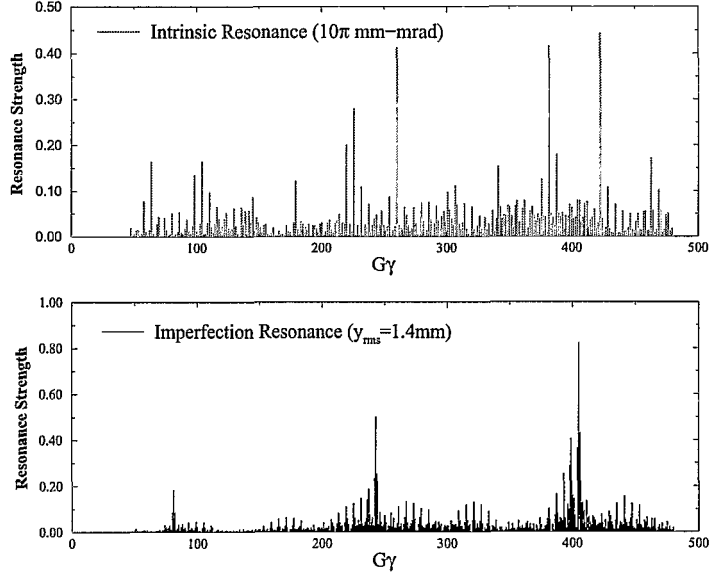 0.50
Intrinsic Resonance (10π mm−mrad)
0.40
0.30
0.20
0.10
0.00
Resonance Strength
0 100 200 300 400 500
Gγ
1.00
Imperfection Resonance (yrms=1.4mm)
0.80
0.60
0.40
0.20
0.00
Resonance Strength
0 100 200 300 400 500
Gγ